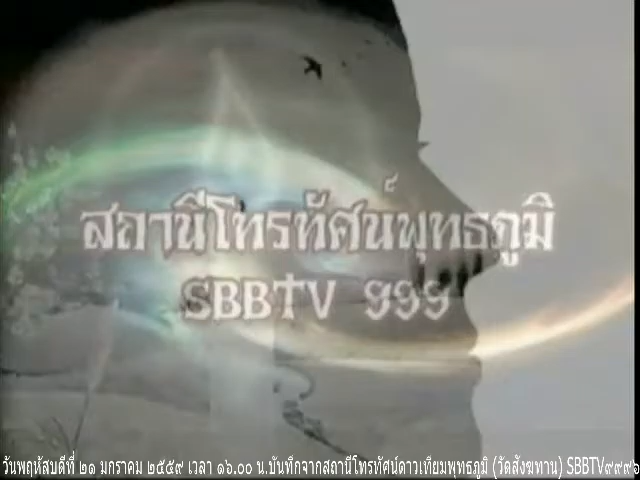 สถานีโทรทัศน์พุทธภูมิ
SBBTV ๑๑๑
วันพฤหัสบดีที่ ๒๑ มกราคม ๒๕๕๙ เวลา ๑๖.๐๐ น.บันทึกจากสถานีโทรทัศน์ดาวเทียมพุทธภูมิ (วัดสังฆทาน) SBBTV๙๙๙๖